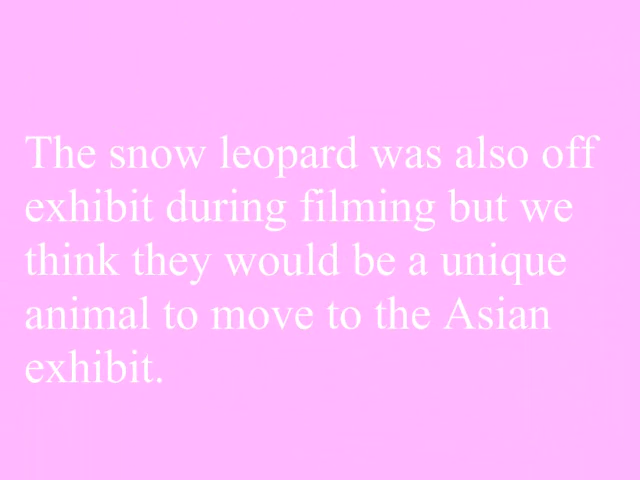 The snow leopard was also off
exhibit during filming but we
think they would be a unique
animal to move to the Asian
exhibit.